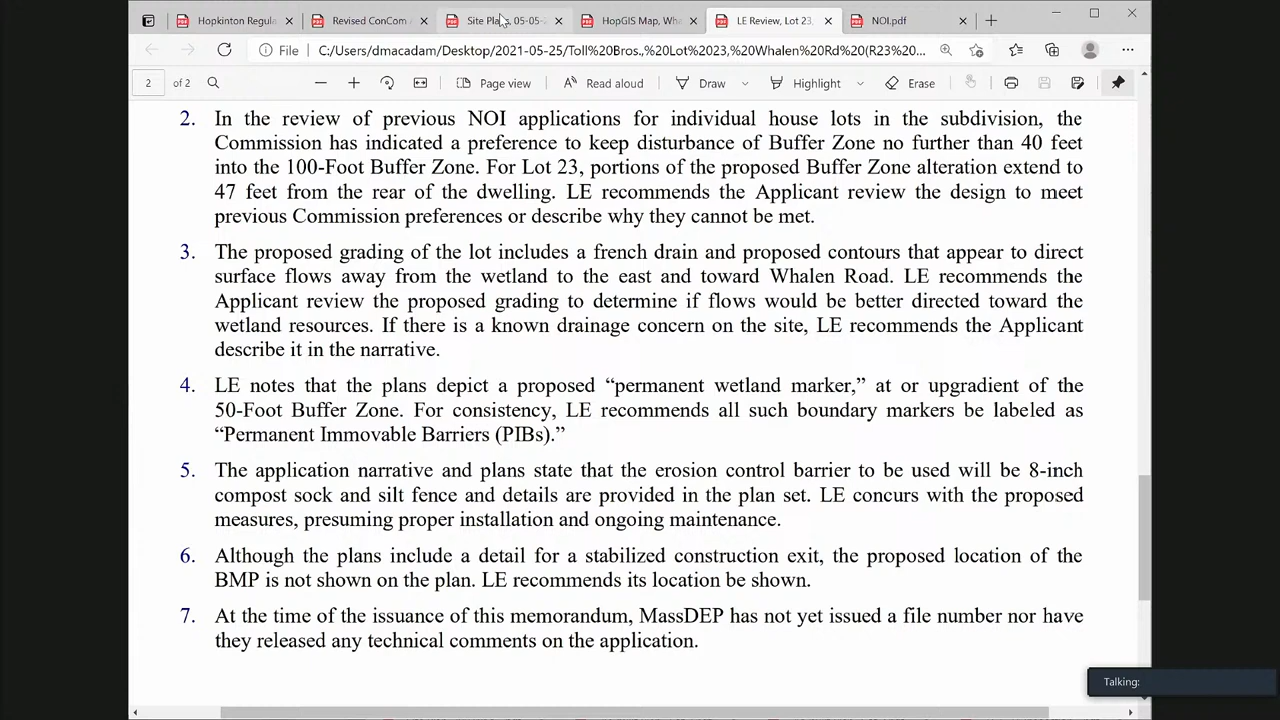 Hopkinton Regula
Revised ConCom
Site Pla
05-05-
HopGIS Map, Wha
LE Review, Lot 23,
NOI.pdf
File
C:/Users/dmacadam/Desktop/2021-05-25/Toll%20Bros.,%20Lot%2023,%20Whalen%20Rd%20(R23%20...
2 of 2
Page view
Read aloud
Draw
Highlight
Erase
2. In the review of previous NOI applications for individual house lots in the subdivision, the
Commission has indicated a preference to keep disturbance of Buffer Zone no further than 40 feet
into the 100-Foot Buffer Zone. For Lot 23, portions of the proposed Buffer Zone alteration extend to
47 feet from the rear of the dwelling. LE recommends the Applicant review the design to meet
previous Commission preferences or describe why they cannot be met.
3. The proposed grading of the lot includes a french drain and proposed contours that appear to direct
surface flows away from the wetland to the east and toward Whalen Road. LE recommends the
Applicant review the proposed grading to determine if flows would be better directed toward the
wetland resources. If there is a known drainage concern on the site, LE recommends the Applicant
describe it in the narrative.
4. LE notes that the plans depict a proposed “permanent wetland marker,” at or upgradient of the
50-Foot Buffer Zone. For consistency, LE recommends all such boundary markers be labeled as
“Permanent Immovable Barriers (PIBs).”
5. The application narrative and plans state that the erosion control barrier to be used will be 8-inch
compost sock and silt fence and details are provided in the plan set. LE concurs with the proposed
measures, presuming proper installation and ongoing maintenance.
6. Although the plans include a detail for a stabilized construction exit, the proposed location of the
BMP is not shown on the plan. LE recommends its location be shown.
7. At the time of the issuance of this memorandum, MassDEP has not yet issued a file number nor have
they released any technical comments on the application.
Talking: